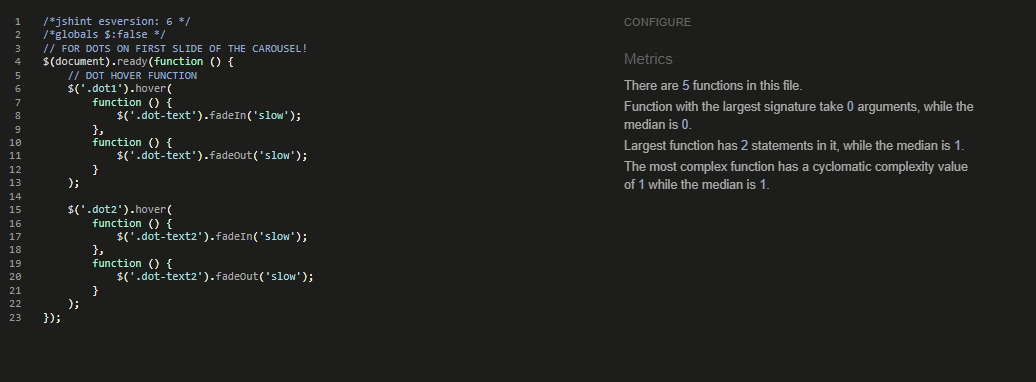 1 /*jshint esversion: 6 */
2 /*globals $:false */
3 // FOR DOTS ON FIRST SLIDE OF THE CAROUSEL!
4 $(document).ready(function () {
5     // DOT HOVER FUNCTION
6     $('.dot1').hover(
7         function () {
8             $('.dot-text').fadeIn('slow');
9         },
10         function () {
11             $('.dot-text').fadeOut('slow');
12         }
13     );
14
15     $('.dot2').hover(
16         function () {
17             $('.dot-text2').fadeIn('slow');
18         },
19         function () {
20             $('.dot-text2').fadeOut('slow');
21         }
22     );
23 });
CONFIGURE
Metrics
There are 5 functions in this file.
Function with the largest signature take 0 arguments, while the
median is 0.
Largest function has 2 statements in it, while the median is 1.
The most complex function has a cyclomatic complexity value
of 1 while the median is 1.